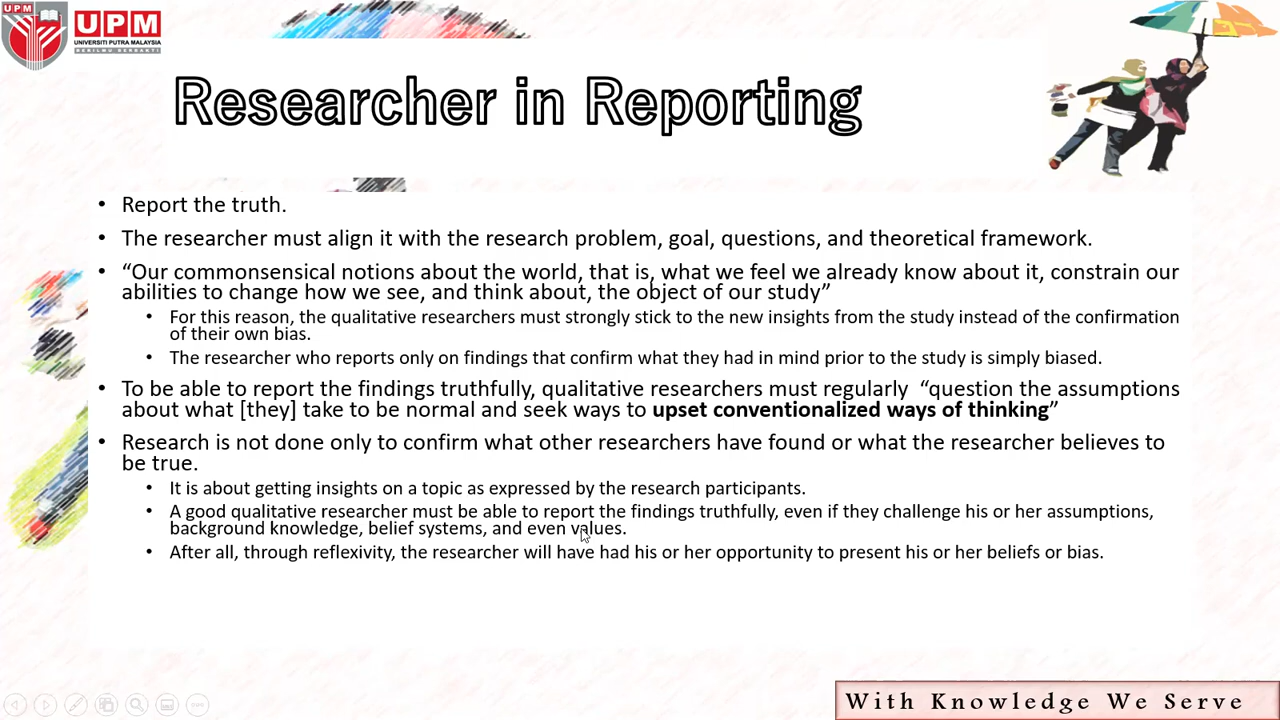 UPM
UPM
UNIVERSITI PUTRA MALAYSIA
BERILMU BERBAKTI
Researcher in Reporting
• Report the truth.
• The researcher must align it with the research problem, goal, questions, and theoretical framework.
• “Our commonsensical notions about the world, that is, what we feel we already know about it, constrain our
abilities to change how we see, and think about, the object of our study”
• For this reason, the qualitative researchers must strongly stick to the new insights from the study instead of the confirmation
of their own bias.
• The researcher who reports only on findings that confirm what they had in mind prior to the study is simply biased.
• To be able to report the findings truthfully, qualitative researchers must regularly “question the assumptions
about what [they] take to be normal and seek ways to upset conventionalized ways of thinking”
• Research is not done only to confirm what other researchers have found or what the researcher believes to
be true.
• It is about getting insights on a topic as expressed by the research participants.
• A good qualitative researcher must be able to report the findings truthfully, even if they challenge his or her assumptions,
background knowledge, belief systems, and even values.
• After all, through reflexivity, the researcher will have had his or her opportunity to present his or her beliefs or bias.
With Knowledge We Serve